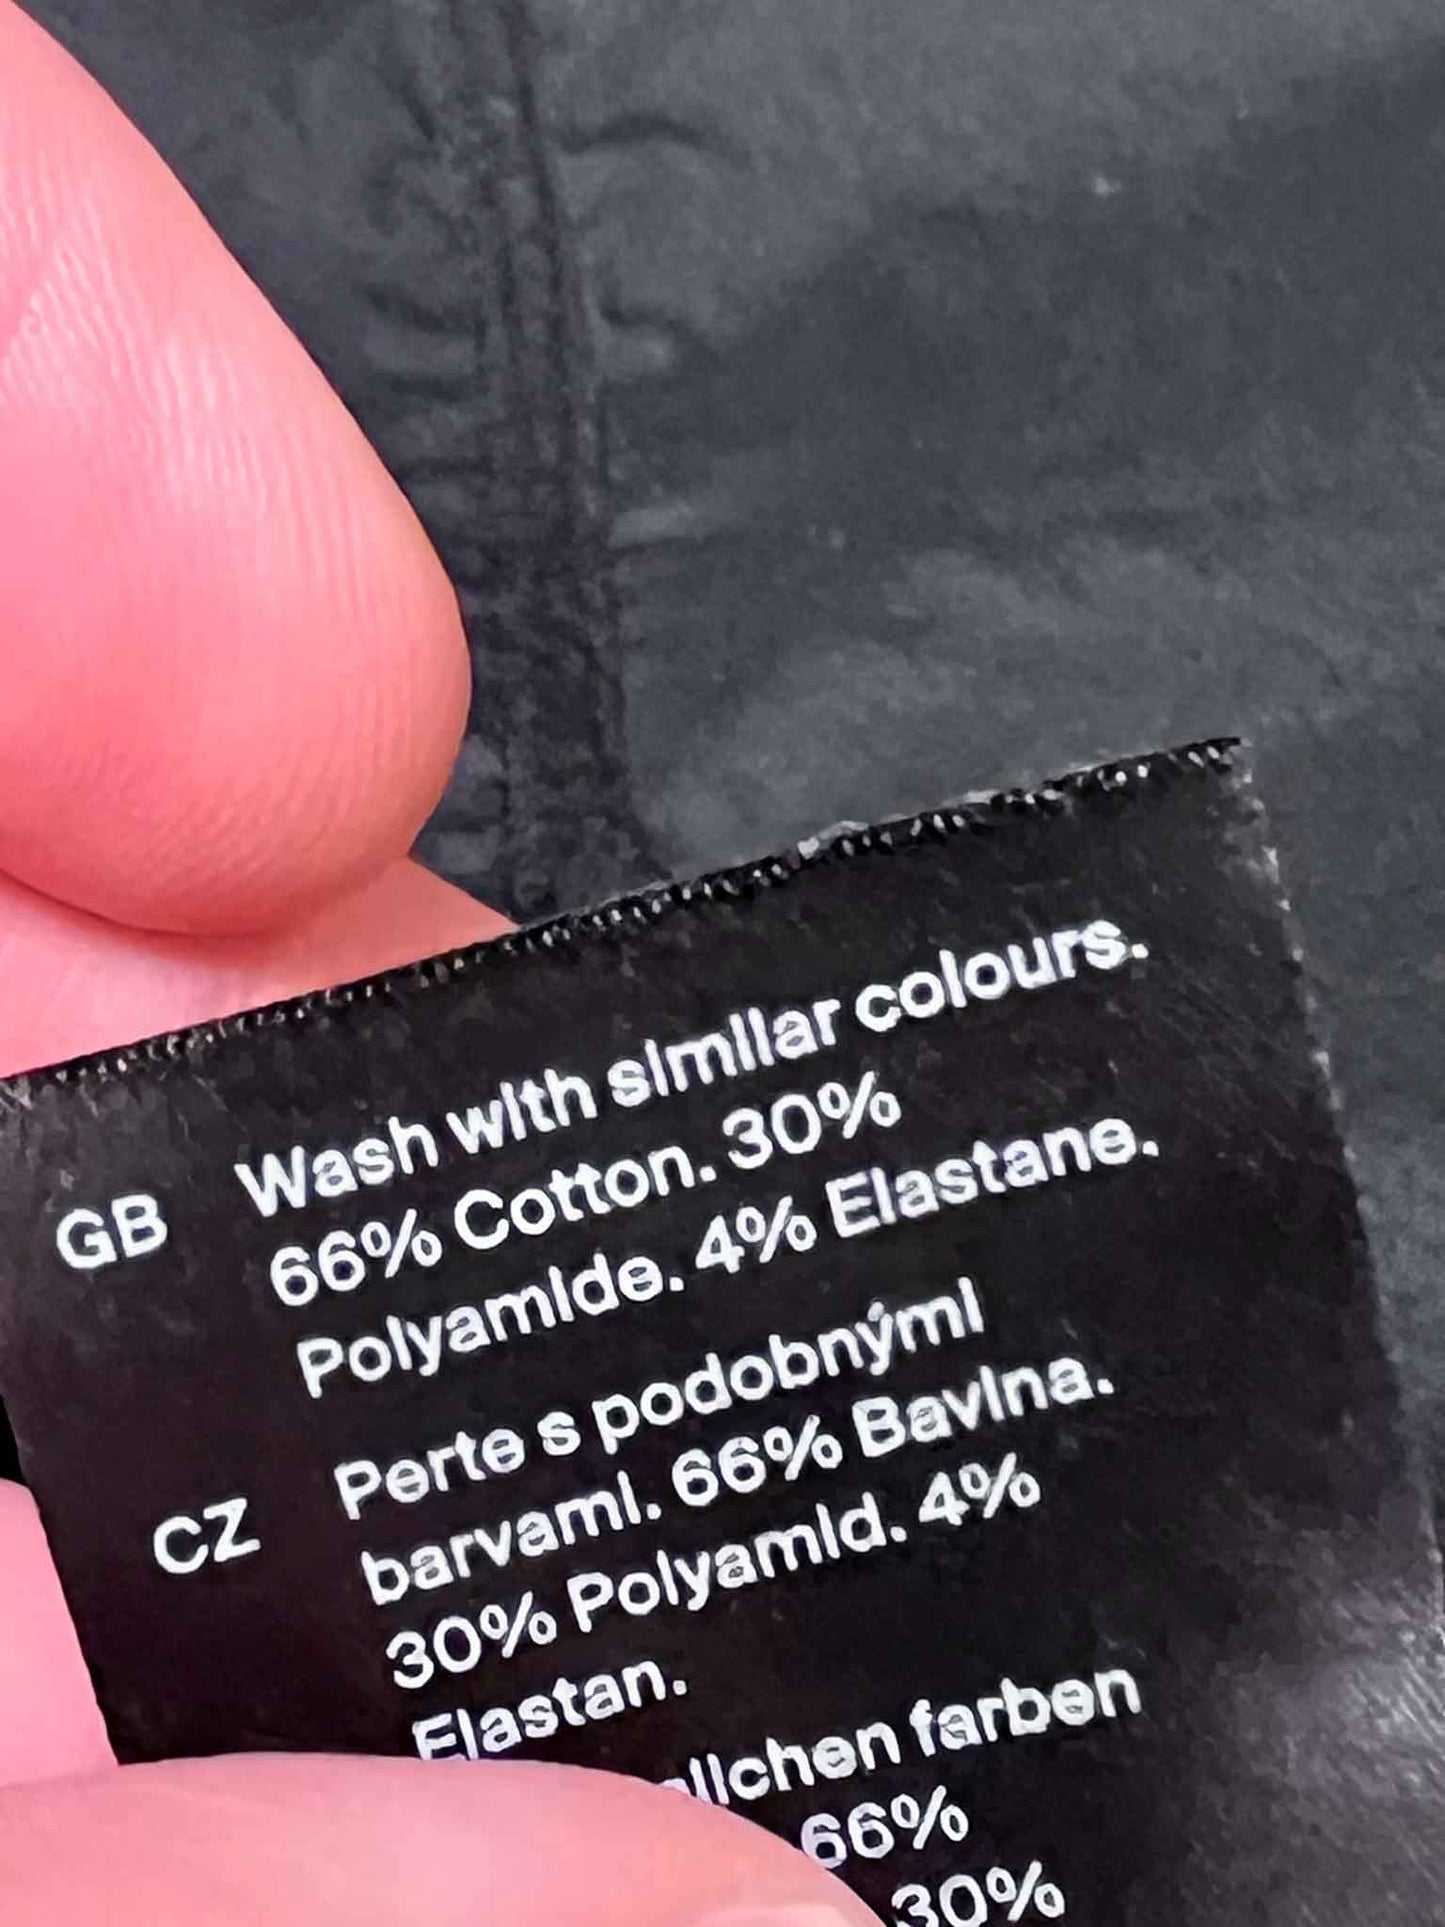 GB Wash with similar colours.
66% Cotton. 30%
Polyamide. 4% Elastane.
CZ Perte s podobnými
barvami. 66% Bavlna.
30% Polyamid. 4%
Elastan.
farben
66%
30%